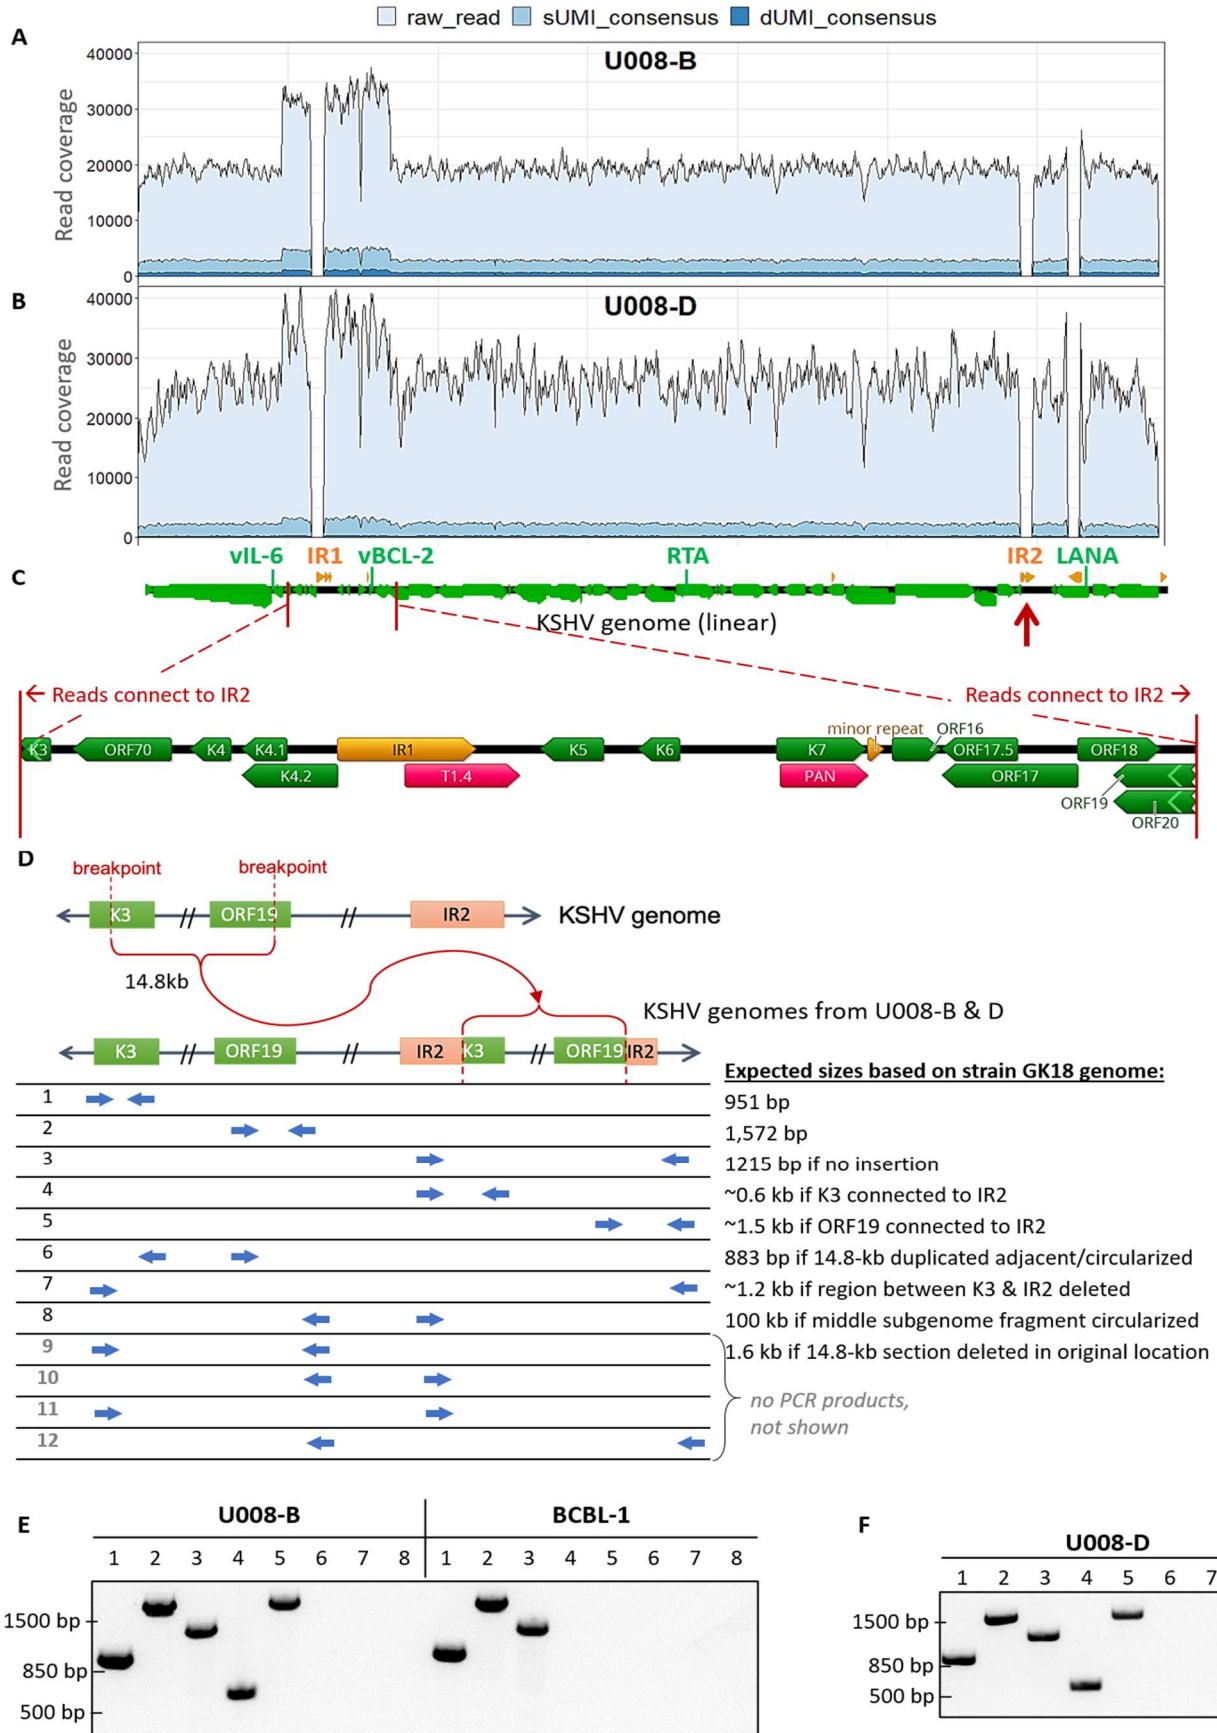 raw_read sUMI_consensus dUMI_consensus
A
U008-B
Read coverage
40000
30000
20000
10000
0
B
U008-D
Read coverage
40000
30000
20000
10000
0
vIL-6 IR1 vBCL-2 RTA IR2 LANA
C
KSHV genome (linear)
Reads connect to IR2 Reads connect to IR2
minor repeat ORF16
K3 ORF70 K4 K4.1 IR1 K5 K6 K7 ORF17.5 ORF18
K4.2 T1.4 PAN ORF17
ORF19
ORF20
D
breakpoint breakpoint
K3 // ORF19 // IR2 KSHV genome
14.8kb
KSHV genomes from U008-B & D
K3 // ORF19 // IR2 K3 // ORF19 IR2
Expected sizes based on strain GK18 genome:
1 951 bp
2 1,572 bp
3 1215 bp if no insertion
4 ~0.6 kb if K3 connected to IR2
5 ~1.5 kb if ORF19 connected to IR2
6 883 bp if 14.8-kb duplicated adjacent/circularized
7 ~1.2 kb if region between K3 & IR2 deleted
8 100 kb if middle subgenome fragment circularized
9 1.6 kb if 14.8-kb section deleted in original location
10
no PCR products,
11
not shown
12
E
U008-B BCBL-1
1 2 3 4 5 6 7 8 1 2 3 4 5 6 7 8
1500 bp
850 bp
500 bp
F
U008-D
1 2 3 4 5 6 7
1500 bp
850 bp
500 bp